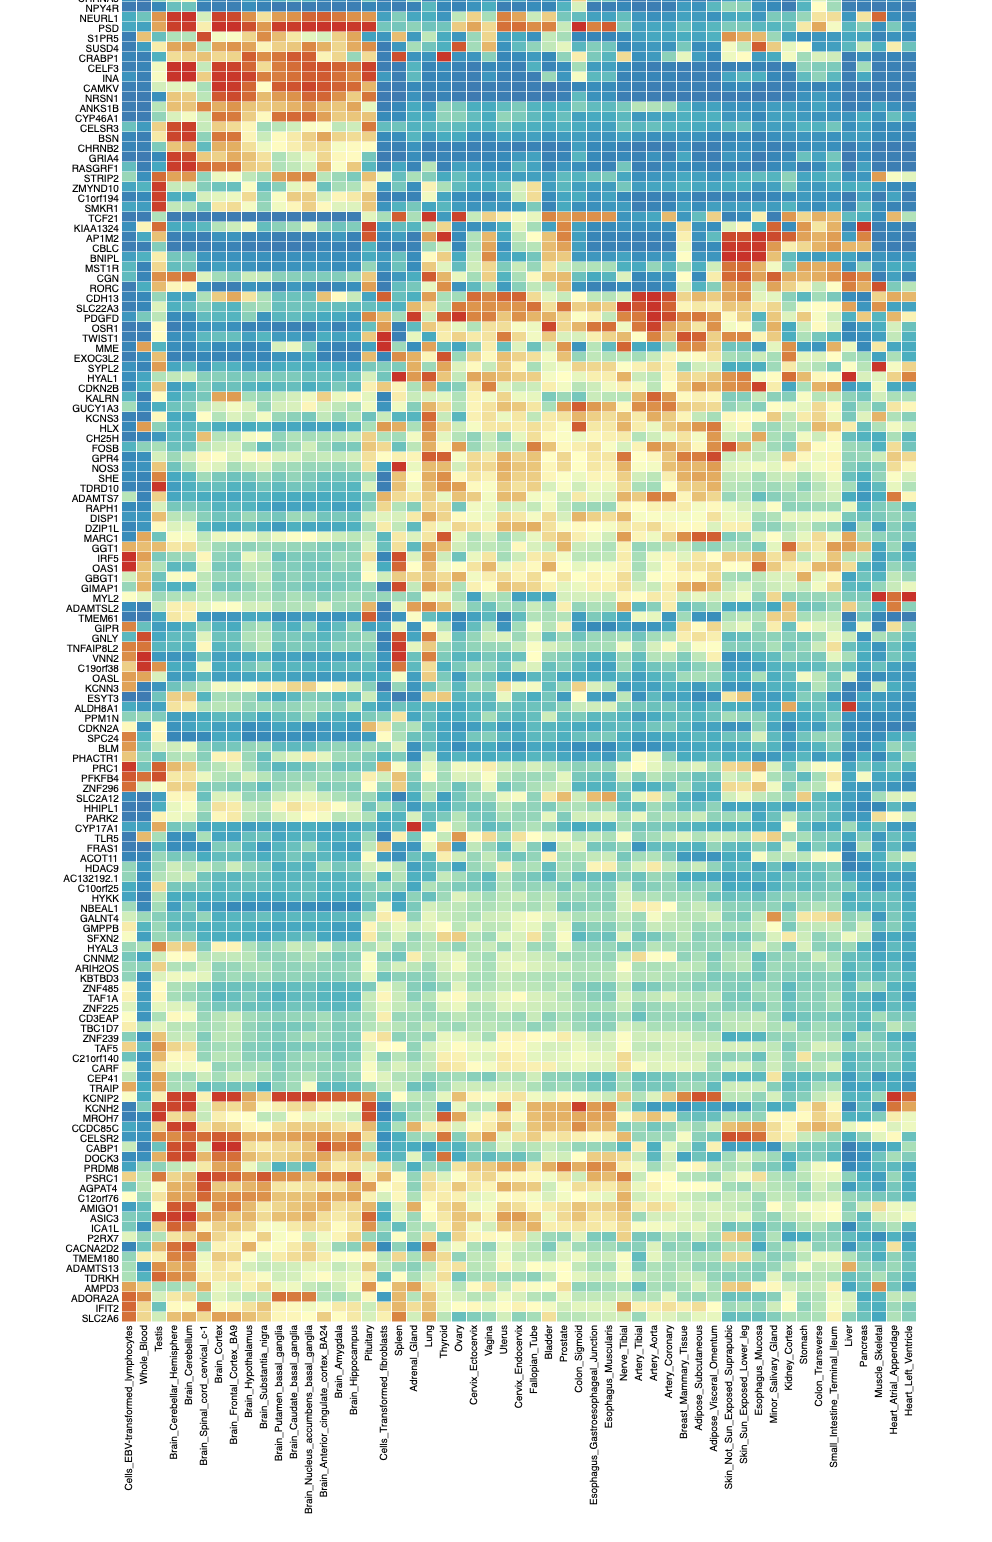 NPY4R
NEURL1
PSD
S1PR5
SUSD4
CRABP1
CELF3
INA
CAMKV
NRSN1
ANKS1B
CYP46A1
CELSR3
BSN
CHRNB2
GRIA4
RASGRF1
STRIP2
ZMYND10
C1orf194
SMKR1
TCF21
KIAA1324
AP1M2
CBLC
BNIPL
MST1R
CGN
RORC
CDH13
SLC22A3
PDGFD
OSR1
TWIST1
MME
EXOC3L2
SYPL2
HYAL1
CDKN2B
KALRN
GUCY1A3
KCNS3
HLX
CH25H
FOSB
GPR4
NOS3
SHE
TDRD10
ADAMTS7
RAPH1
DISP1
DZIP1L
MARC1
GGT1
IRF5
OAS1
GBGT1
GIMAP1
MYL2
ADAMTSL2
TMEM61
GIPR
GNLY
TNFAIP8L2
VNN2
C19orf38
OASL
KCNN3
ESYT3
ALDH8A1
PPM1N
CDKN2A
SPC24
BLM
PHACTR1
PRC1
PFKFB4
ZNF296
SLC2A12
HHIPL1
PARK2
CYP17A1
TLR5
FRAS1
ACOT11
HDAC9
AC132192.1
C10orf25
HYKK
NBEAL1
GALNT4
GMPPB
SFXN2
HYAL3
CNNM2
ARIH2OS
KBTBD3
ZNF485
TAF1A
ZNF225
CD3EAP
TBC1D7
ZNF239
TAF5
C21orf140
CARF
CEP41
TRAIP
KCNIP2
KCNH2
MROH7
CCDC85C
CELSR2
CABP1
DOCK3
PRDM8
PSRC1
AGPAT4
C12orf76
AMIGO1
ASIC3
ICA1L
P2RX7
CACNA2D2
TMEM180
ADAMTS13
TDRKH
AMPD3
ADORA2A
IFIT2
SLC2A6
Cells_EBV-transformed_lymphocytes
Whole_Blood
Testis
Brain_Cerebellar_Hemisphere
Brain_Cerebellum
Brain_Spinal_cord_cervical_c-1
Brain_Cortex
Brain_Frontal_Cortex_BA9
Brain_Hypothalamus
Brain_Substantia_nigra
Brain_Putamen_basal_ganglia
Brain_Caudate_basal_ganglia
Brain_Nucleus_accumbens_basal_ganglia
Brain_Anterior_cingulate_cortex_BA24
Brain_Amygdala
Brain_Hippocampus
Pituitary
Cells_Transformed_fibroblasts
Spleen
Adrenal_Gland
Lung
Thyroid
Ovary
Cervix_Ectocervix
Vagina
Uterus
Cervix_Endocervix
Fallopian_Tube
Bladder
Prostate
Colon_Sigmoid
Esophagus_Gastroesophageal_Junction
Esophagus_Muscularis
Nerve_Tibial
Artery_Tibial
Artery_Aorta
Artery_Coronary
Breast_Mammary_Tissue
Adipose_Subcutaneous
Adipose_Visceral_Omentum
Skin_Not_Sun_Exposed_Suprapubic
Skin_Sun_Exposed_Lower_leg
Esophagus_Mucosa
Minor_Salivary_Gland
Kidney_Cortex
Stomach
Colon_Transverse
Small_Intestine_Terminal_Ileum
Liver
Pancreas
Muscle_Skeletal
Heart_Atrial_Appendage
Heart_Left_Ventricle